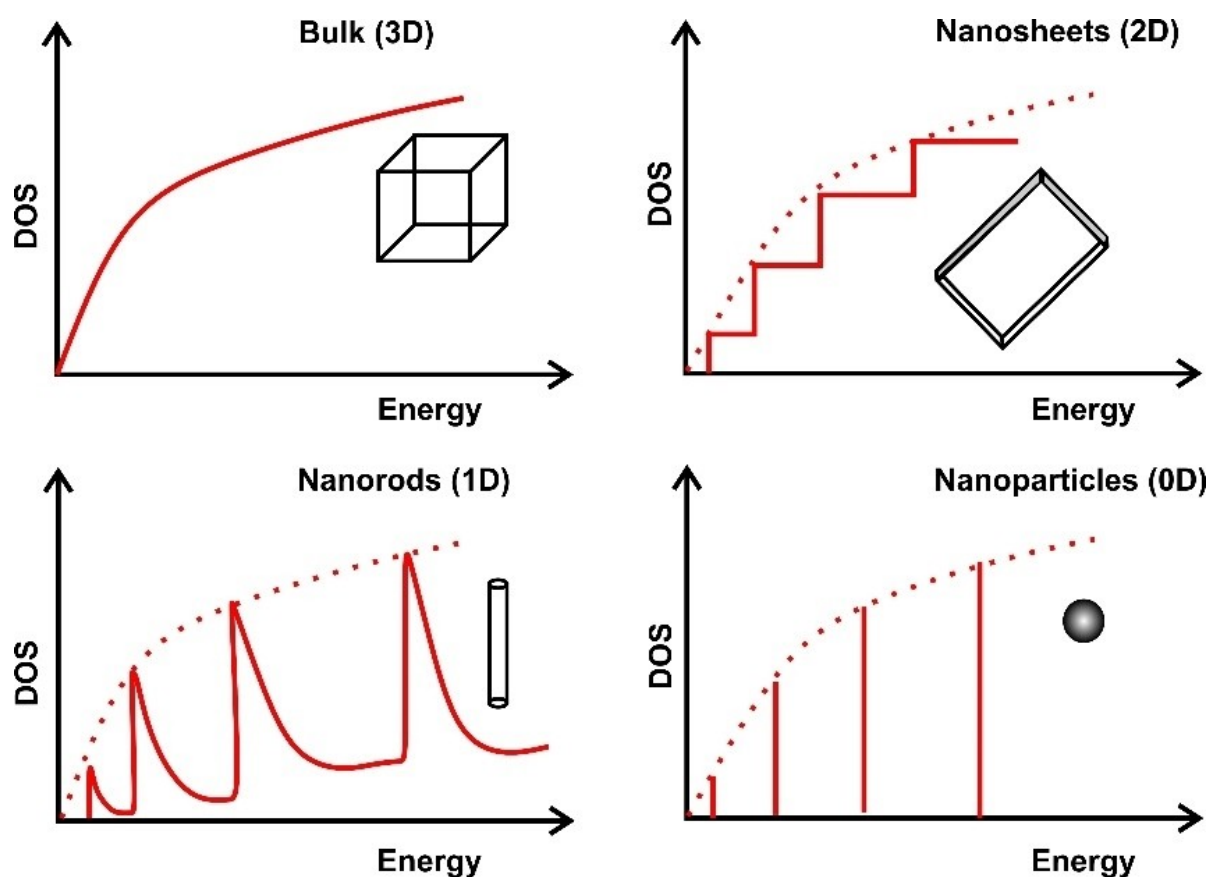 Bulk (3D)
DOS
Energy
Nanosheets (2D)
DOS
Energy
Nanorods (1D)
DOS
Energy
Nanoparticles (0D)
DOS
Energy